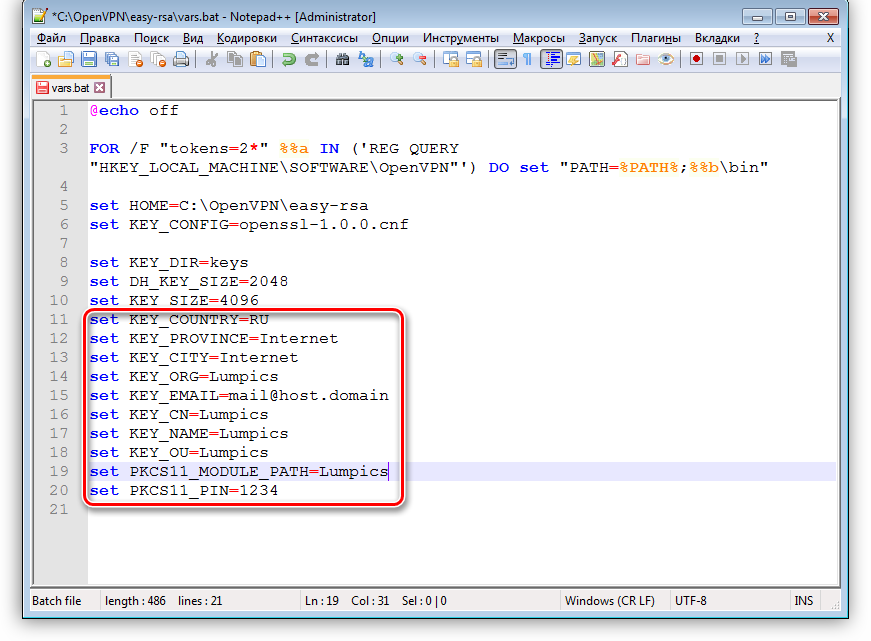 *C:\OpenVPN\easy-rsa\vars.bat - Notepad++ [Administrator]
Файл Правка Поиск Вид Кодировки Синтаксисы Опции Инструменты Макросы Запуск Плагины Вкладки ? X
vars.bat
1 @echo off
2
3 FOR /F "tokens=2*" %%a IN ('REG QUERY
"HKEY_LOCAL_MACHINE\SOFTWARE\OpenVPN"') DO set "PATH=%PATH%;%%b\bin"
4
5 set HOME=C:\OpenVPN\easy-rsa
6 set KEY_CONFIG=openssl-1.0.0.cnf
7
8 set KEY_DIR=keys
9 set DH_KEY_SIZE=2048
10 set KEY_SIZE=4096
11 set KEY_COUNTRY=RU
12 set KEY_PROVINCE=Internet
13 set KEY_CITY=Internet
14 set KEY_ORG=Lumpics
15 set KEY_EMAIL=mail@host.domain
16 set KEY_CN=Lumpics
17 set KEY_NAME=Lumpics
18 set KEY_OU=Lumpics
19 set PKCS11_MODULE_PATH=Lumpics
20 set PKCS11_PIN=1234
21
Batch file length : 486 lines : 21 Ln : 19 Col : 31 Sel : 0 | 0 Windows (CR LF) UTF-8 INS